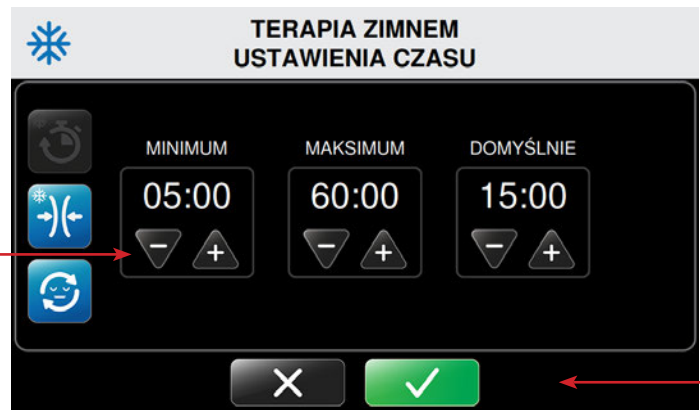 TERAPIA ZIMNEM
USTAWIENIA CZASU
MINIMUM MAKSIMUM DOMYŚLNIE
05:00 60:00 15:00